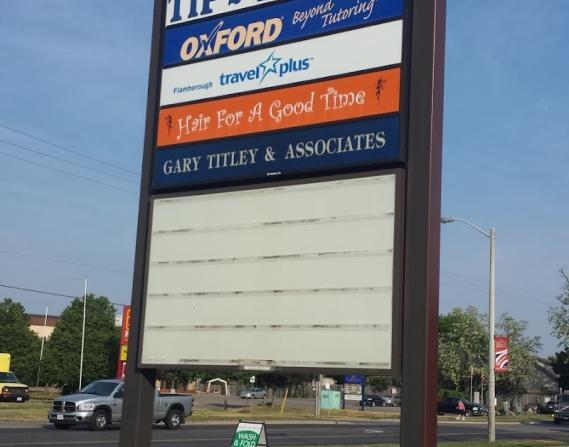 OXFORD Beyond Tutoring
Flamborough travel plus
Hair For A Good Time
GARY TITLEY & ASSOCIATES
WASH
& FOLD